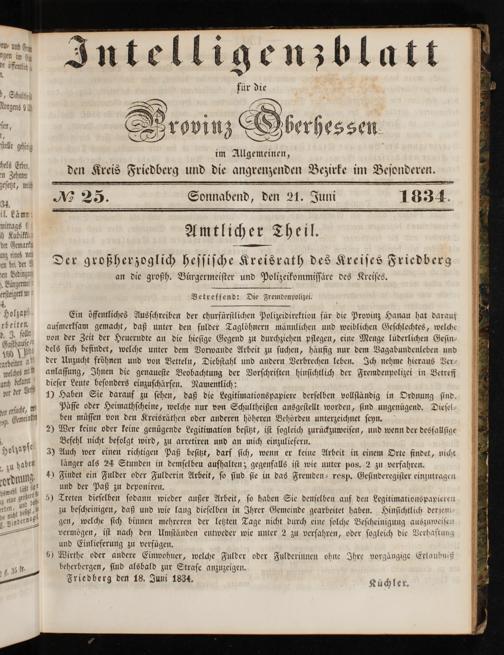 Intelligenzblatt
für die
Provinz Oberhessen
im Allgemeinen,
den Kreis Friedberg und die angrenzenden Bezirke im Besonderen.
№ 25. Sonnabend, den 21. Juni 1834.
Amtlicher Theil.
Der großherzoglich hessische Kreisrath des Kreises Friedberg
an die großh. Bürgermeister und Polizeikommissäre des Kreises.
Betreffend: Die Fremdenpolizei.
Ein öffentliches Ausschreiben der churfürstlichen Polizeidirektion für die Provinz Hanau hat darauf
aufmerksam gemacht, daß unter den fulder Taglöhnern männlichen und weiblichen Geschlechtes, welche
von der Zeit der Heuerndte an die hiesige Gegend zu durchziehen pflegen, eine Menge liederlichen Gesin-
dels sich befindet, welche unter dem Vorwande Arbeit zu suchen, häufig nur dem Vagabundenleben und
der Unzucht fröhnen und von Betteln, Diebstahl und andern Verbrechen leben. Ich nehme hieraus Ver-
anlassung, Ihnen die genaueste Beobachtung der Vorschriften hinsichtlich der Fremdenpolizei in Betreff
dieser Leute besonders einzuschärfen. Namentlich:
1) Haben Sie darauf zu sehen, daß die Legitimationspapiere derselben vollständig in Ordnung sind.
Pässe oder Heimathscheine, welche nur von Schultheißen ausgestellt worden, sind ungenügend. Diesel-
den müssen von den Kreisräthen oder anderen höheren Behörden unterzeichnet seyn.
2) Wer keine oder keine genügende Legitimation besitzt, ist sogleich zurückzuweisen, und wenn der desfallsige
Befehl nicht befolgt wird, zu arretiren und an mich einzuliefern.
3) Auch wer einen richtigen Paß besitzt, darf sich, wenn er keine Arbeit in einem Orte findet, nicht
länger als 24 Stunden in demselben aufhalten; gegenfalls ist wie unter pos. 2 zu verfahren.
4) Findet ein Fulder oder Fulderin Arbeit, so sind sie in das Fremden- resp. Gesinderegister einzutragen
und der Paß zu deponiren.
5) Treten dieselben sodann wieder außer Arbeit, so haben Sie denselben auf den Legitimationspapieren
zu bescheinigen, daß und wie lang dieselben in Ihrer Gemeinde gearbeitet haben. Hinsichtlich derjeni-
gen, welche sich binnen mehreren der letzten Tage nicht durch eine solche Bescheinigung auszuweisen
vermögen, ist nach den Umständen entweder wie unter 2 zu verfahren, oder sogleich die Verhaftung
und Einlieferung zu verfügen.
6) Wirthe oder andere Einwohner, welche Fulder oder Fulderinnen ohne Ihre vorgängige Erlaubniß
beherbergen, sind alsbald zur Strafe anzuzeigen.
Friedberg den 18. Juni 1834.
Küchler.